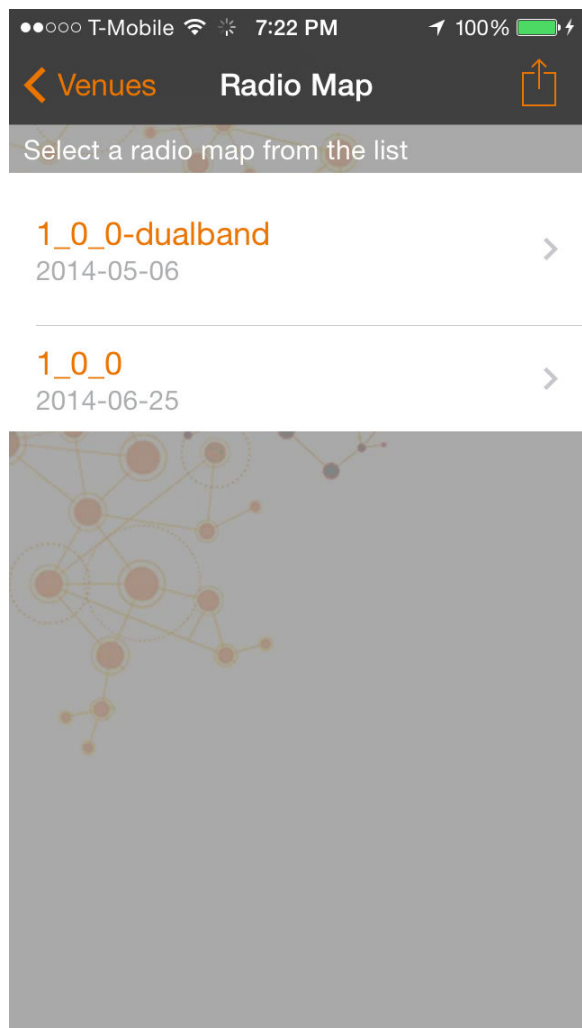 T-Mobile 7:22 PM 100%
Venues Radio Map
Select a radio map from the list
1_0_0-dualband
2014-05-06
1_0_0
2014-06-25